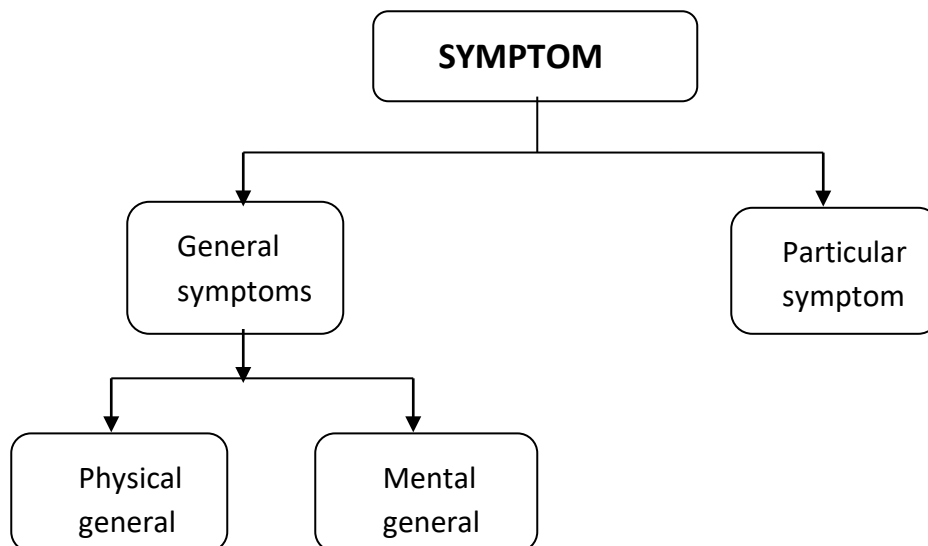 SYMPTOM
General
symptoms
Particular
symptom
Physical
general
Mental
general